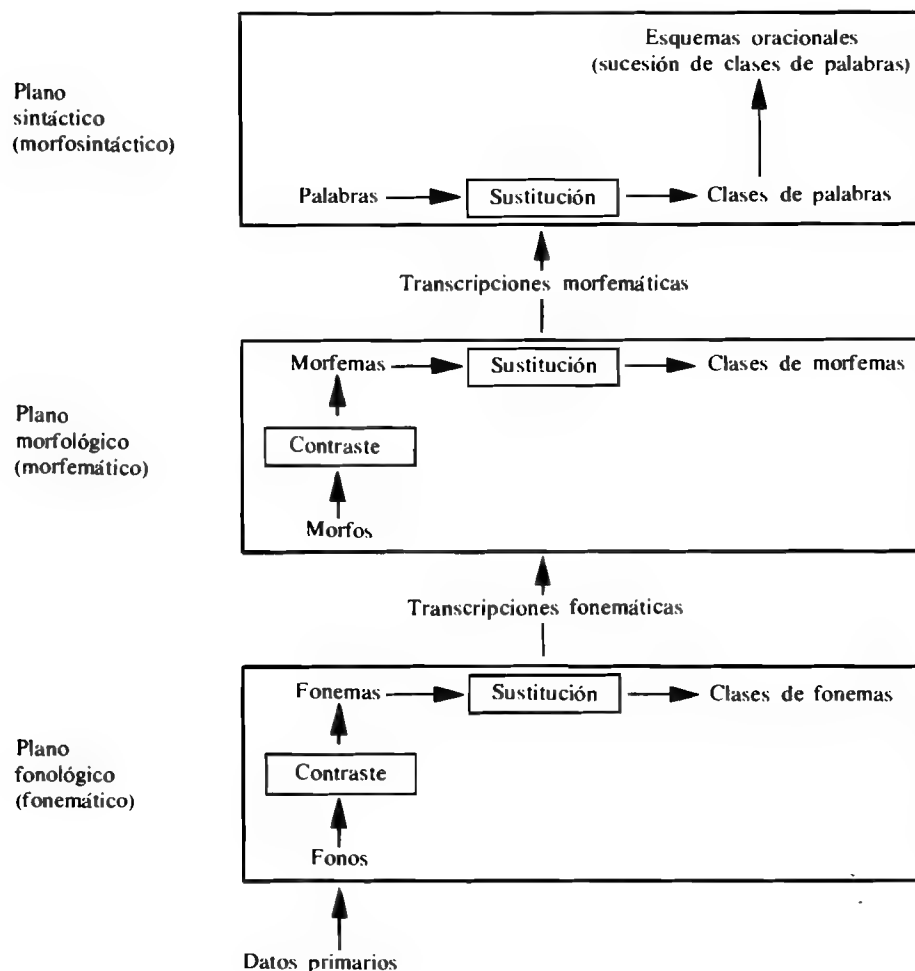 Esquemas oracionales
(sucesión de clases de palabras)
Plano
sintáctico
(morfosintáctico)
Palabras
Sustitución
Clases de palabras
Transcripciones morfemáticas
Morfemas
Sustitución
Clases de morfemas
Plano
morfológico
(morfemático)
Contraste
Morfos
Transcripciones fonemáticas
Fonemas
Sustitución
Clases de fonemas
Plano
fonológico
(fonemático)
Contraste
Fonos
Datos primarios